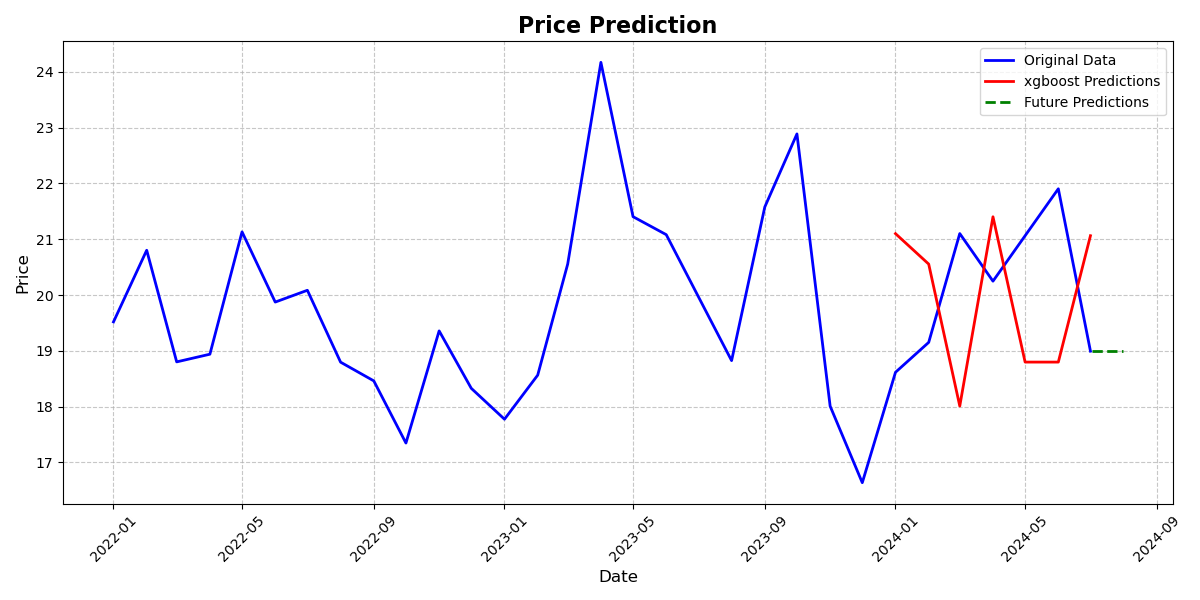 Price Prediction
Original Data
xgboost Predictions
Future Predictions
Price
24
23
22
21
20
19
18
17
2022-01
2022-05
2022-09
2023-01
2023-05
2023-09
2024-01
2024-05
2024-09
Date